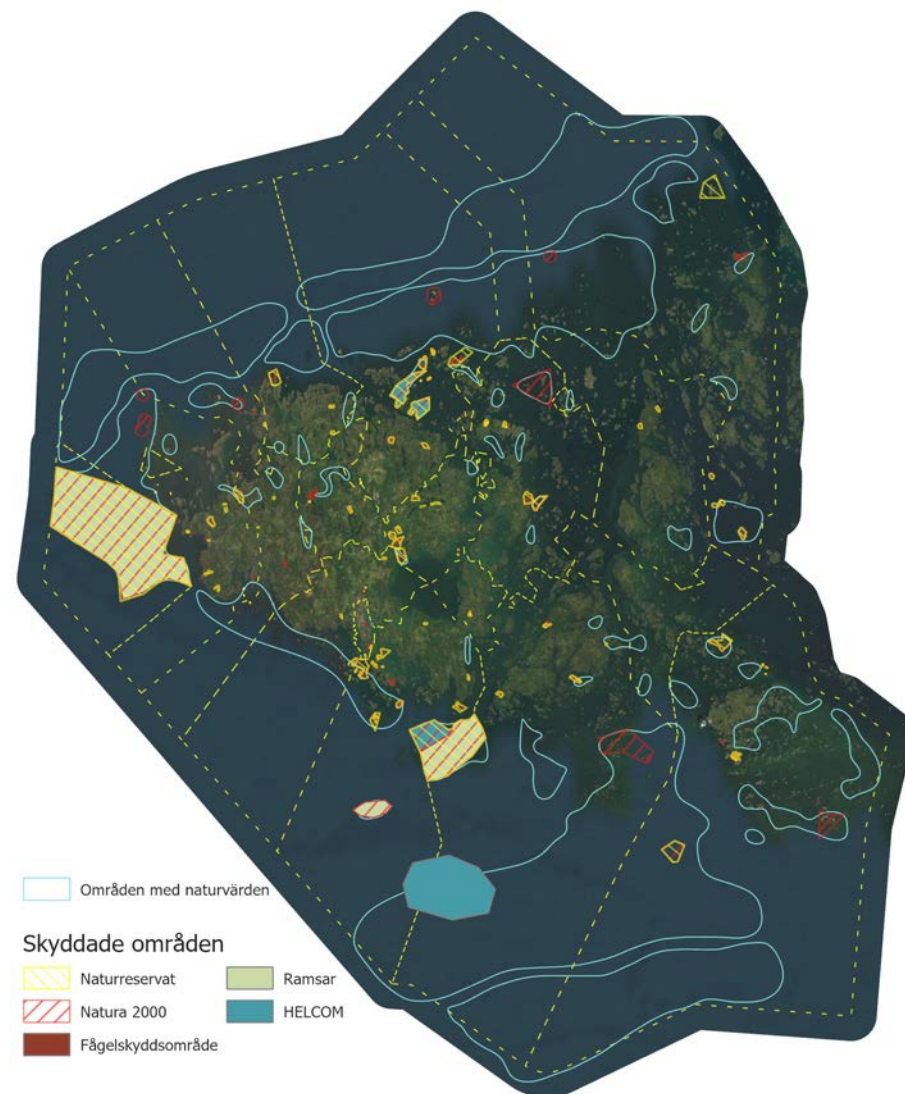 Områden med naturvärden
Skyddade områden
Naturreservat
Ramsar
Natura 2000
HELCOM
Fågelskyddsområde